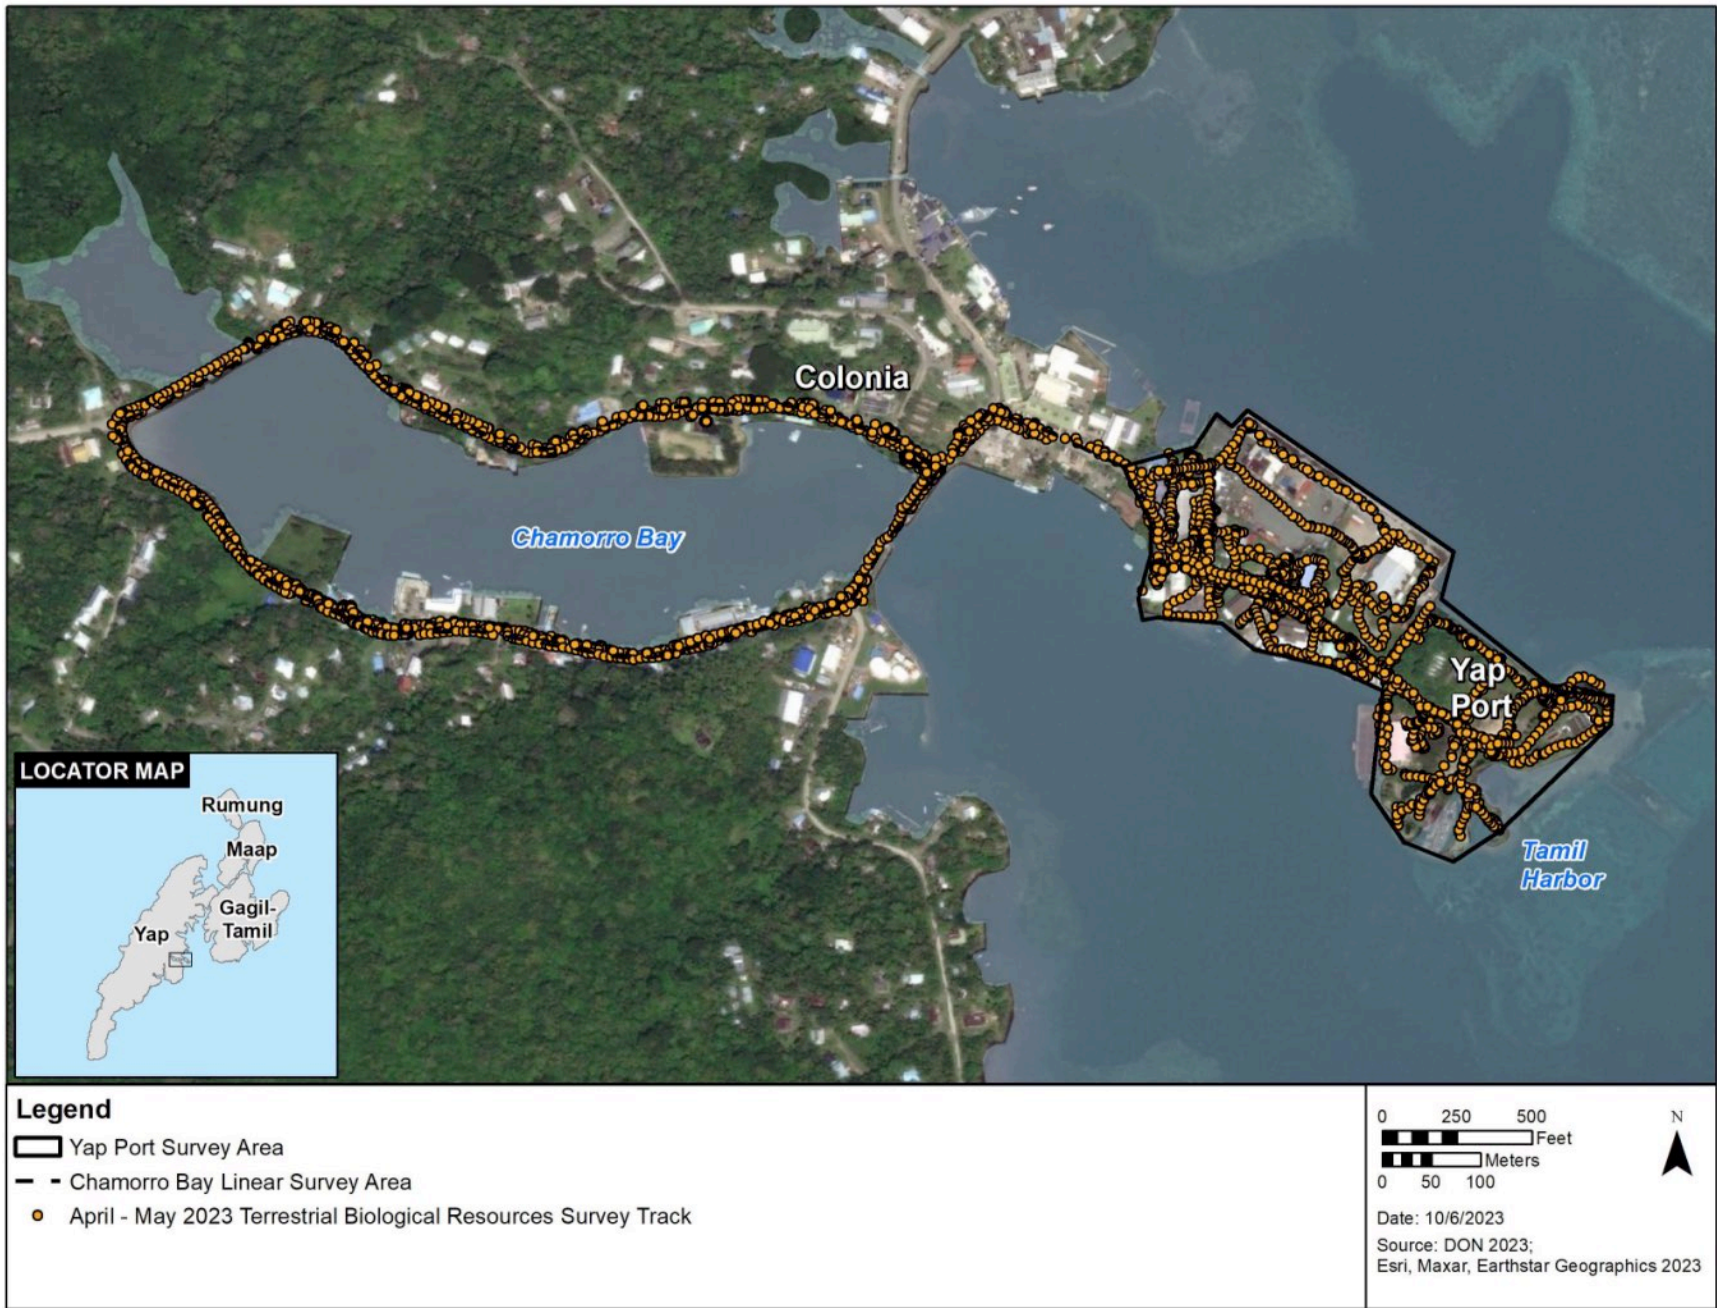 Colonia
Chamorro Bay
Yap
Port
Tamil
Harbor
LOCATOR MAP
Rumung
Maap
Gagil-
Tamil
Yap
Legend
Yap Port Survey Area
Chamorro Bay Linear Survey Area
April - May 2023 Terrestrial Biological Resources Survey Track
0 250 500
Feet
Meters
0 50 100
N
Date: 10/6/2023
Source: DON 2023;
Esri, Maxar, Earthstar Geographics 2023